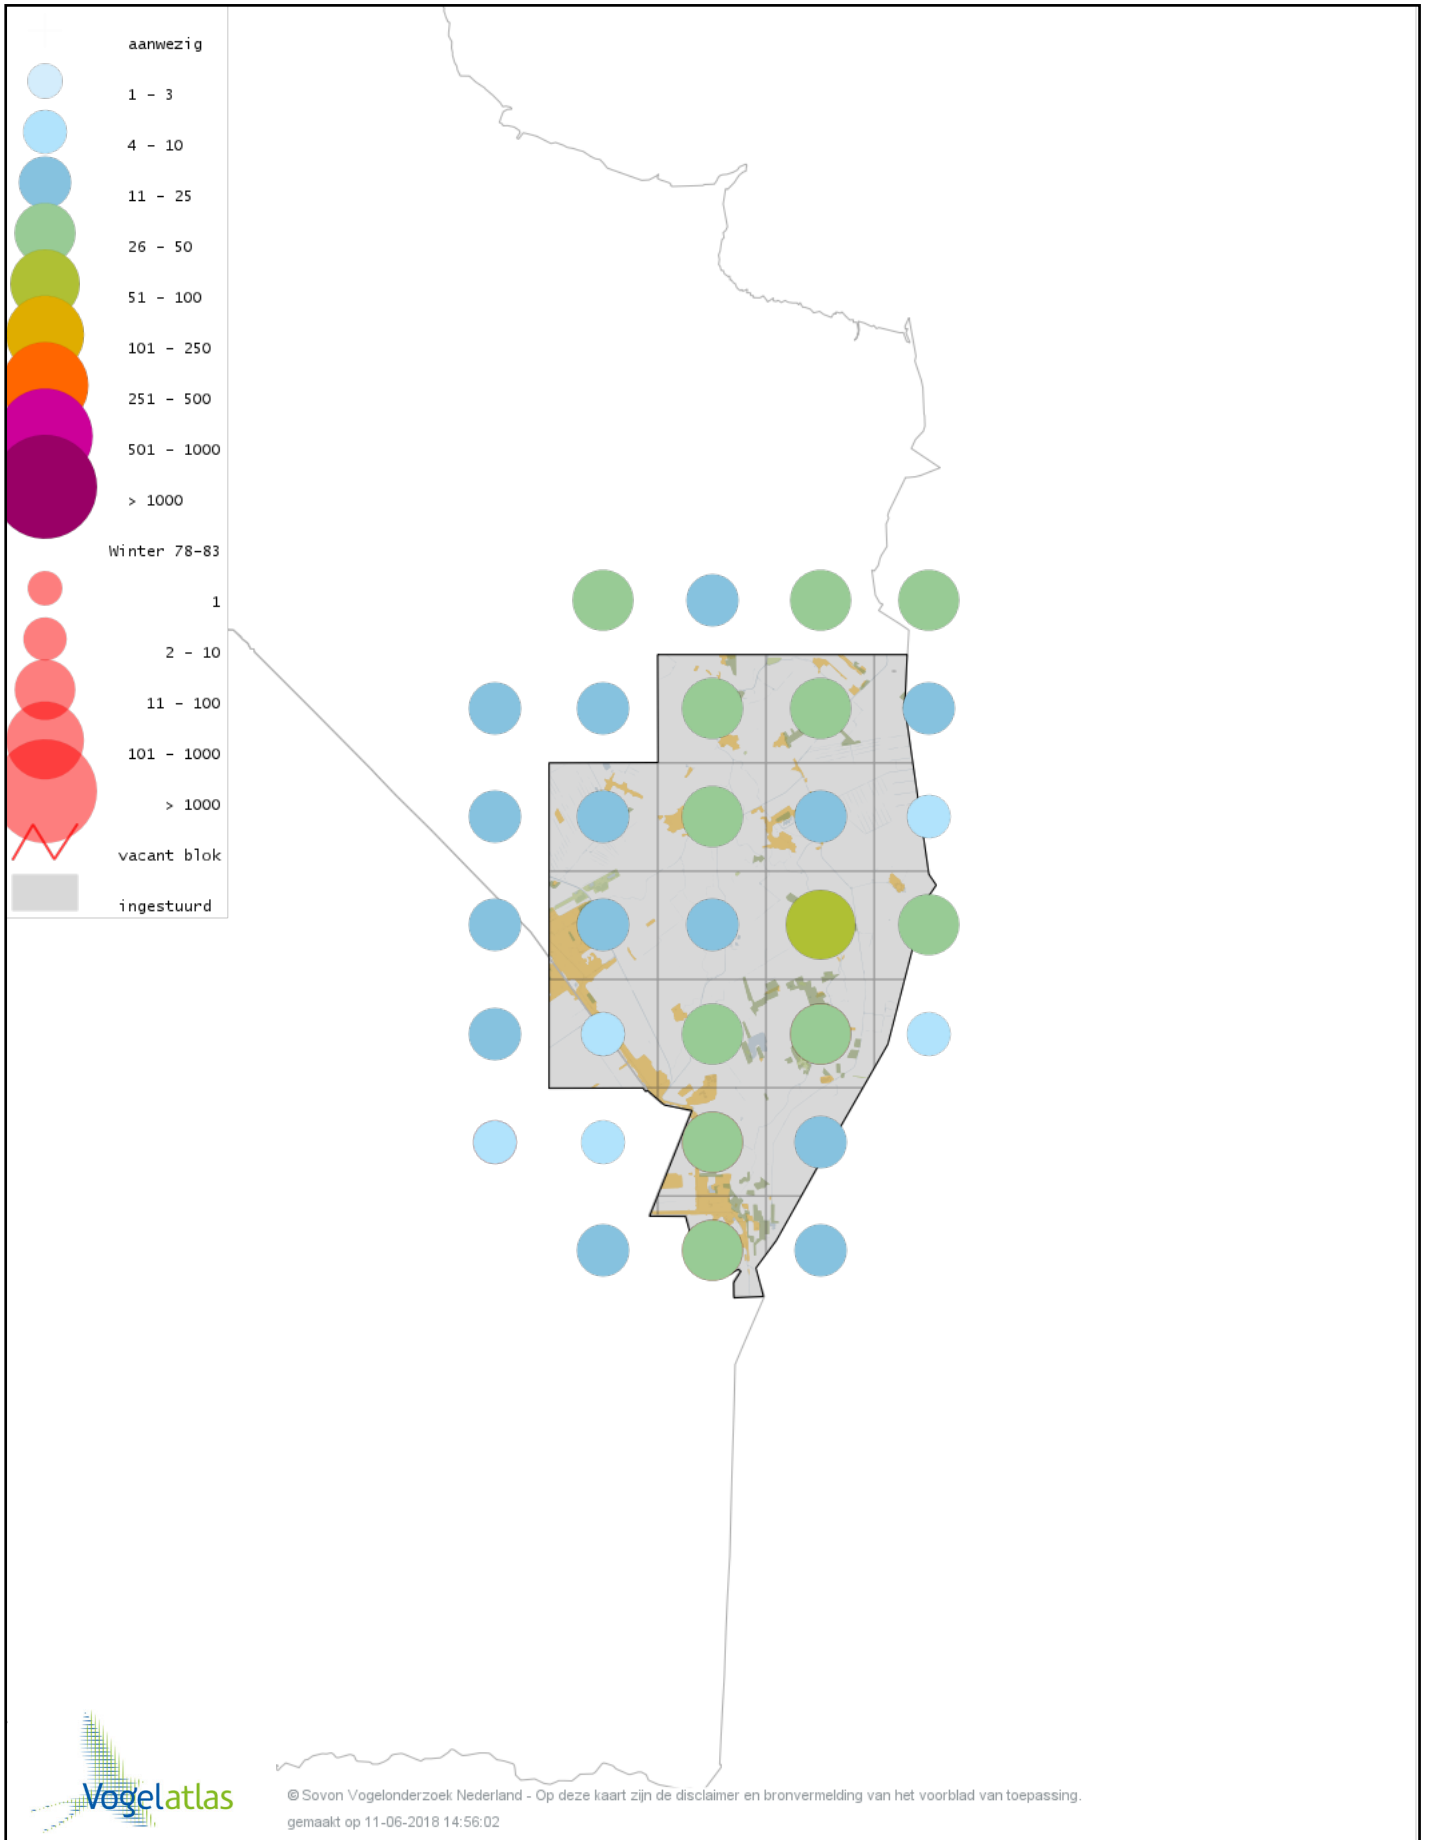 aanwezig
1 - 3
4 - 10
11 - 25
26 - 50
51 - 100
101 - 250
251 - 500
501 - 1000
> 1000
Winter 78-83
1
2 - 10
11 - 100
101 - 1000
> 1000
vacant blok
ingestuurd
Vogelatlas
© Sovon Vogelonderzoek Nederland - Op deze kaart zijn de disclaimer en bronvermelding van het voorblad van toepassing.
gemaakt op 11-06-2018 14:56:02